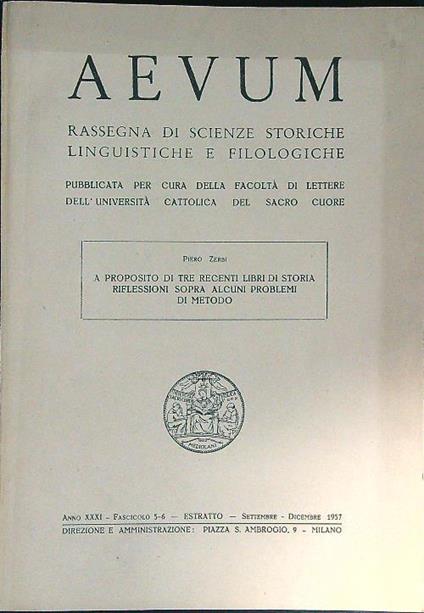 AEVUM
RASSEGNA DI SCIENZE STORICHE
LINGUISTICHE E FILOLOGICHE
PUBBLICATA PER CURA DELLA FACOLTÀ DI LETTERE
DELL'UNIVERSITÀ CATTOLICA DEL SACRO CUORE
PIERO ZERBI
A PROPOSITO DI TRE RECENTI LIBRI DI STORIA
RIFLESSIONI SOPRA ALCUNI PROBLEMI
DI METODO
MEDIOLANI
ANNO XXXI - FASCICOLO 5-6 — ESTRATTO — SETTEMBRE - DICEMBRE 1957
DIREZIONE E AMMINISTRAZIONE: PIAZZA S. AMBROGIO, 9 - MILANO